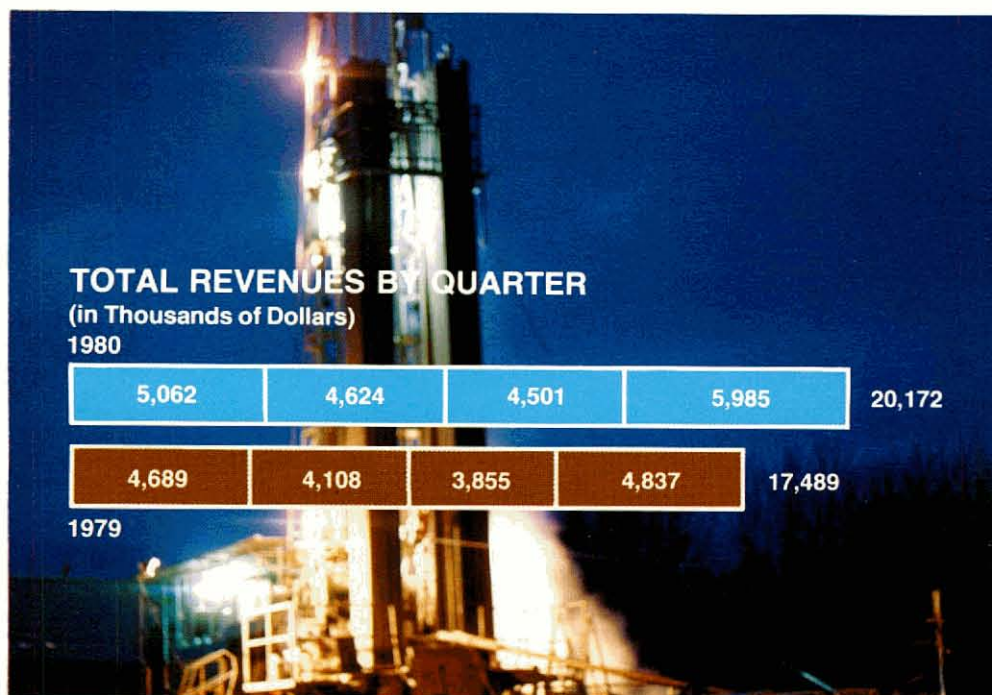 TOTAL REVENUES BY QUARTER
(in Thousands of Dollars)
1980
5,062 4,624 4,501 5,985 20,172
4,689 4,108 3,855 4,837 17,489
1979